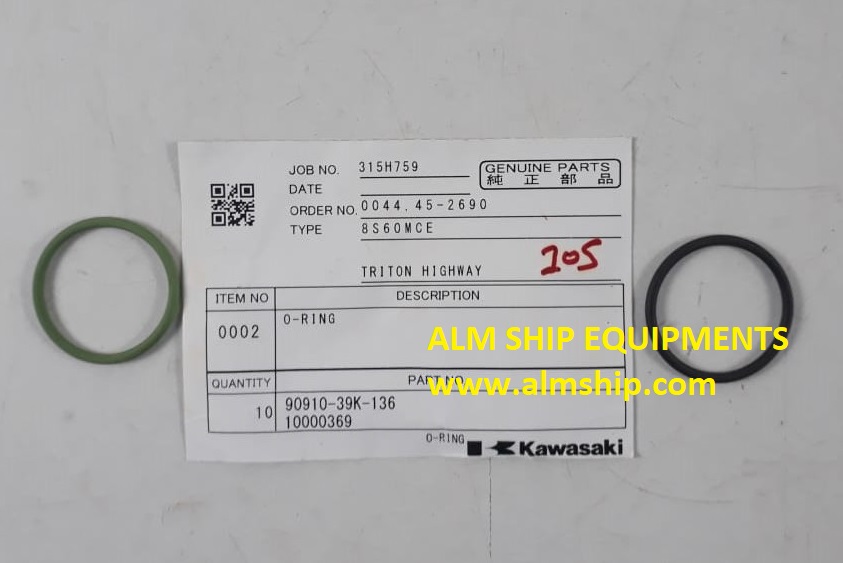 JOB NO. 315H759
GENUINE PARTS
純正部品
DATE
ORDER NO. 0044.45-2690
TYPE 8S60MCE
TRITON HIGHWAY
205
ITEM NO DESCRIPTION
0002 O-RING
ALM SHIP EQUIPMENTS
QUANTITY PART NO.
www.almship.com
10 90910-39K-136
10000369
O-RING
Kawasaki